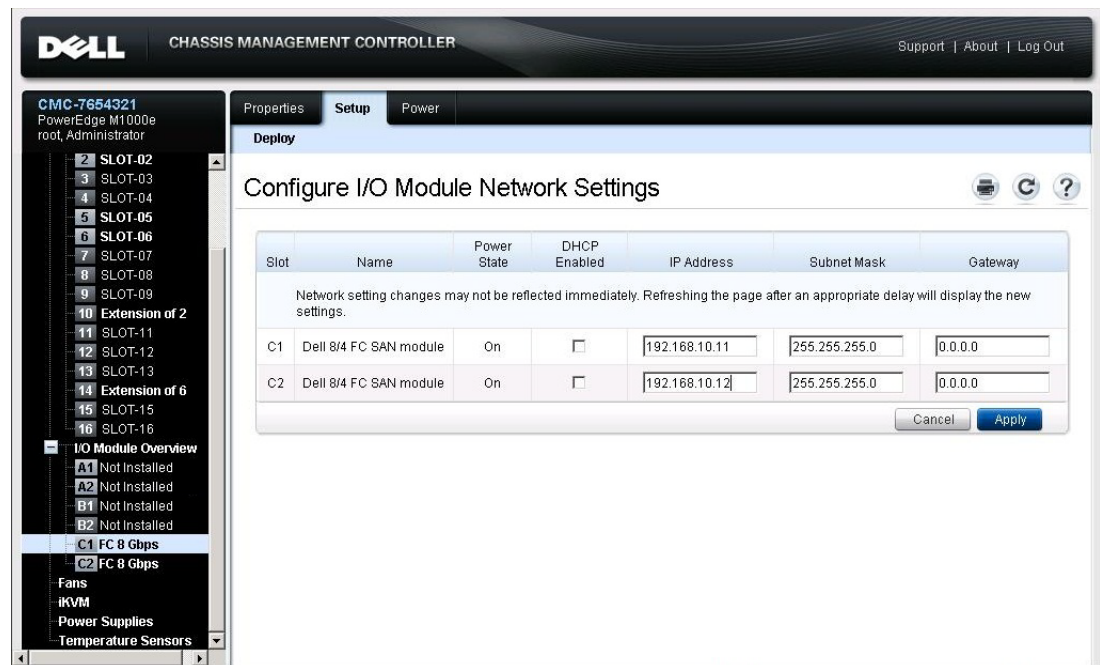 DELL CHASSIS MANAGEMENT CONTROLLER
Support | About | Log Out
CMC-7654321
PowerEdge M1000e
root, Administrator
2 SLOT-02
3 SLOT-03
4 SLOT-04
5 SLOT-05
6 SLOT-06
7 SLOT-07
8 SLOT-08
9 SLOT-09
10 Extension of 2
11 SLOT-11
12 SLOT-12
13 SLOT-13
14 Extension of 6
15 SLOT-15
16 SLOT-16
I/O Module Overview
A1 Not Installed
A2 Not Installed
B1 Not Installed
B2 Not Installed
C1 FC 8 Gbps
C2 FC 8 Gbps
Fans
iKVM
Power Supplies
Temperature Sensors
Properties Setup Power
Deploy
Configure I/O Module Network Settings
Slot Name Power State DHCP Enabled IP Address Subnet Mask Gateway
Network setting changes may not be reflected immediately. Refreshing the page after an appropriate delay will display the new
settings.
C1 Dell 8/4 FC SAN module On 192.168.10.11 255.255.255.0 0.0.0.0
C2 Dell 8/4 FC SAN module On 192.168.10.12 255.255.255.0 0.0.0.0
Cancel Apply